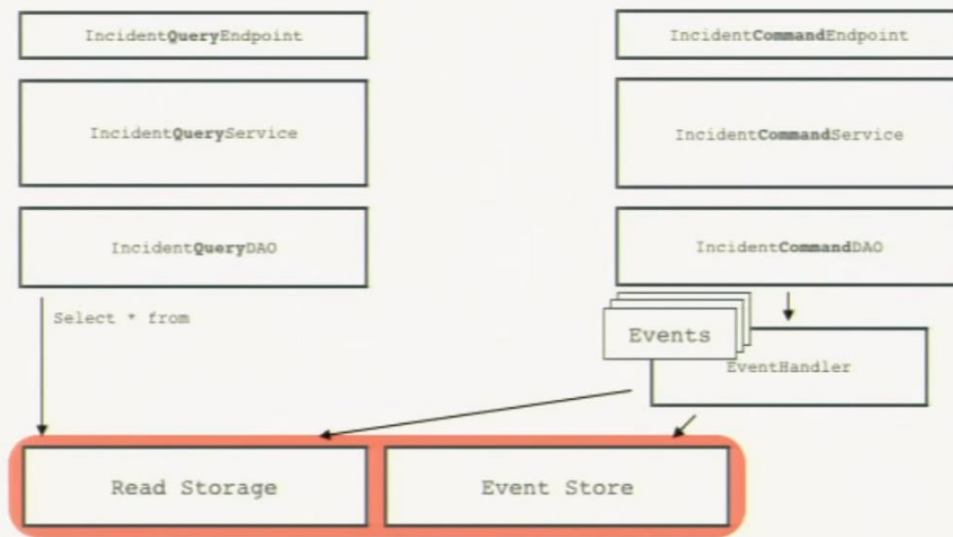 IncidentQueryEndpoint
IncidentCommandEndpoint
IncidentQueryService
IncidentCommandService
IncidentQueryDAO
IncidentCommandDAO
Select * from
Events
EventHandler
Read Storage
Event Store